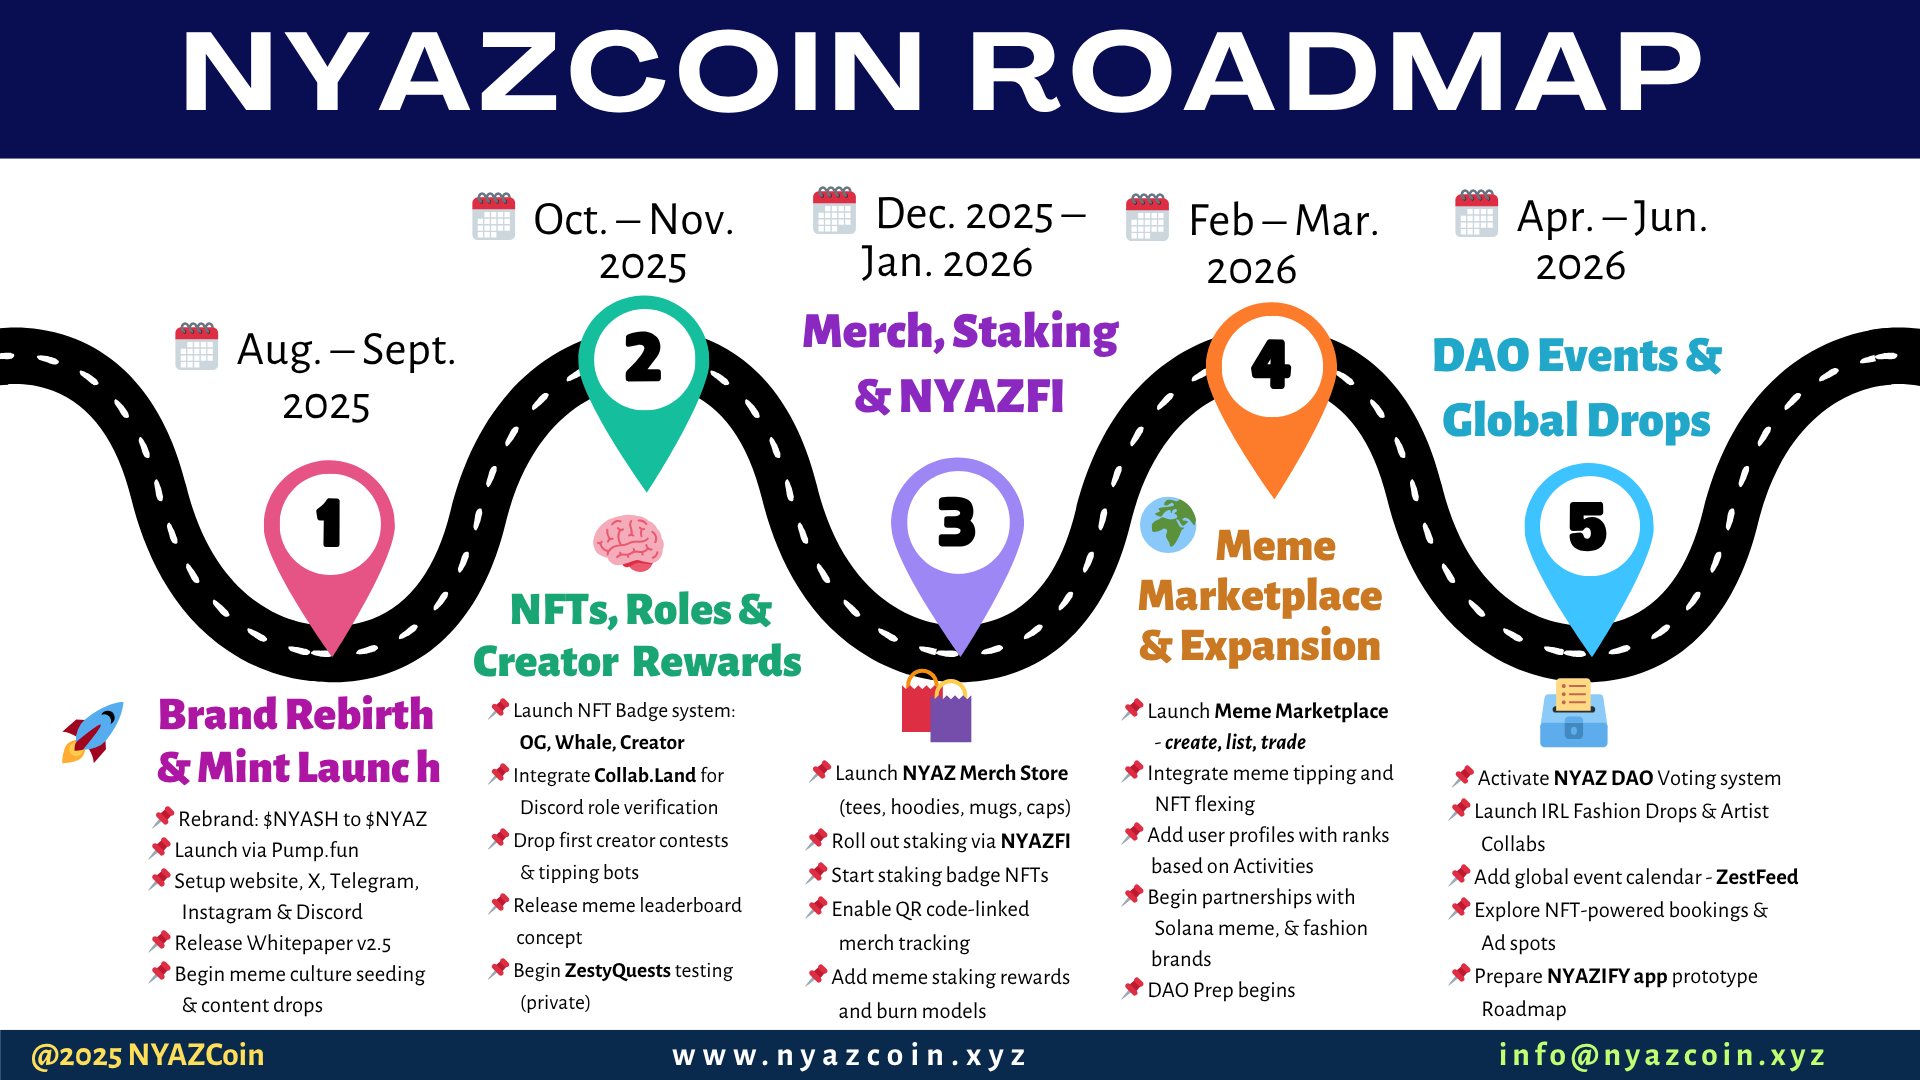 NYAZCOIN ROADMAP
Aug. – Sept.
2025
1
Brand Rebirth
& Mint Launc h
Rebrand: $NYASH to $NYAZ
Launch via Pump.fun
Setup website, X, Telegram,
Instagram & Discord
Release Whitepaper v2.5
Begin meme culture seeding
& content drops
Oct. – Nov.
2025
2
NFTs, Roles &
Creator Rewards
Launch NFT Badge system:
OG, Whale, Creator
Integrate Collab.Land for
Discord role verification
Drop first creator contests
& tipping bots
Release meme leaderboard
concept
Begin ZestyQuests testing
(private)
Dec. 2025 –
Jan. 2026
Merch, Staking
& NYAZFI
3
Launch NYAZ Merch Store
(tees, hoodies, mugs, caps)
Roll out staking via NYAZFI
Start staking badge NFTs
Enable QR code-linked
merch tracking
Add meme staking rewards
and burn models
Feb – Mar.
2026
4
Meme
Marketplace
& Expansion
Launch Meme Marketplace
- create, list, trade
Integrate meme tipping and
NFT flexing
Add user profiles with ranks
based on Activities
Begin partnerships with
Solana meme, & fashion
brands
DAO Prep begins
Apr. – Jun.
2026
DAO Events &
Global Drops
5
Activate NYAZ DAO Voting system
Launch IRL Fashion Drops & Artist
Collabs
Add global event calendar - ZestFeed
Explore NFT-powered bookings &
Ad spots
Prepare NYAZIFY app prototype
Roadmap
@2025 NYAZCoin
www.nyazcoin.xyz
info@nyazcoin.xyz